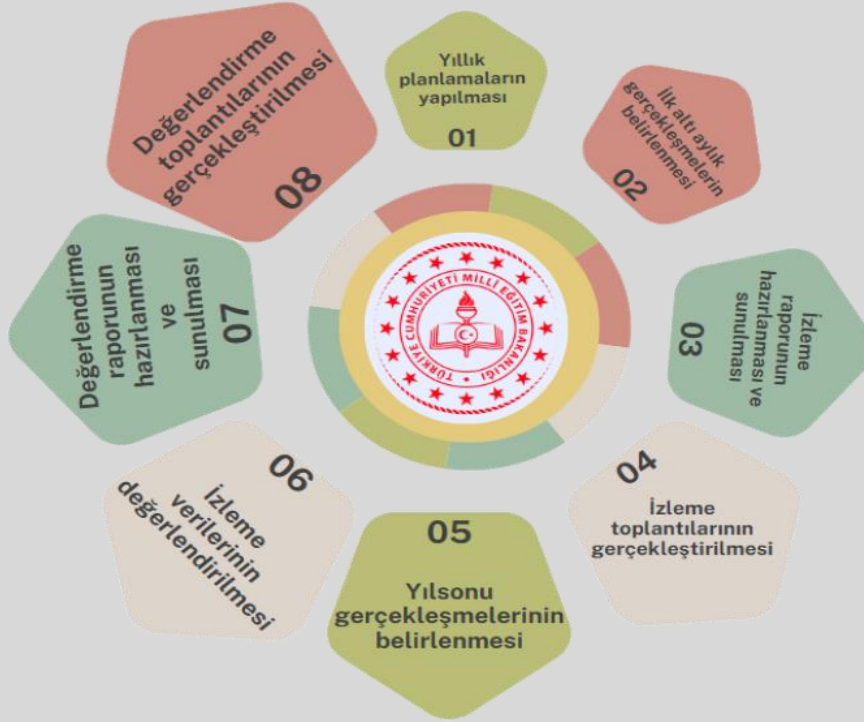 Yıllık
planlamaların
yapılması
01
İlk altı aylık
gerçekleşmelerin
belirlenmesi
02
İzleme
raporunun
hazırlanması ve
sunulması
03
04
İzleme
toplantılarının
gerçekleştirilmesi
05
Yılsonu
gerçekleşmelerinin
belirlenmesi
06
İzleme
verilerinin
değerlendirilmesi
Değerlendirme
raporunun
hazırlanması
ve
sunulması
07
Değerlendirme
toplantılarının
gerçekleştirilmesi
08
TÜRKİYE CUMHURİYETİ MİLLÎ EĞİTİM BAKANLIĞI